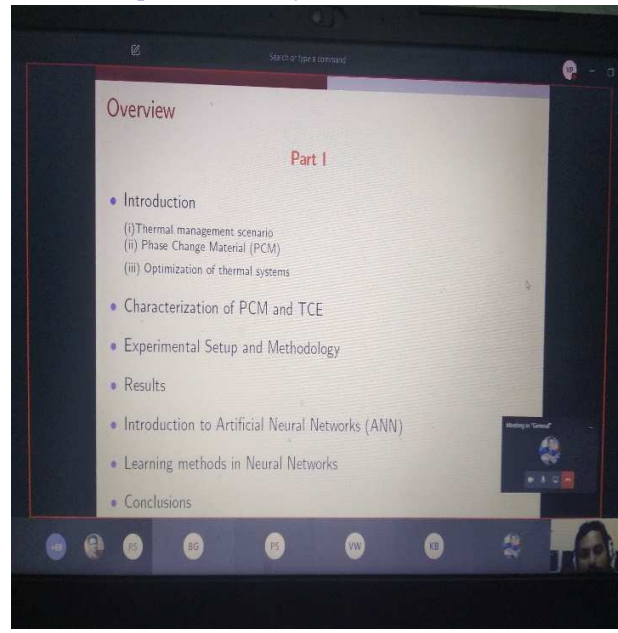 Search or type a command
VP
Overview
Part I
• Introduction
(i)Thermal management scenario
(ii) Phase Change Material (PCM)
(iii) Optimization of thermal systems
• Characterization of PCM and TCE
• Experimental Setup and Methodology
• Results
• Introduction to Artificial Neural Networks (ANN)
• Learning methods in Neural Networks
• Conclusions
Meeting in "General"
RS
BG
PS
VW
KB